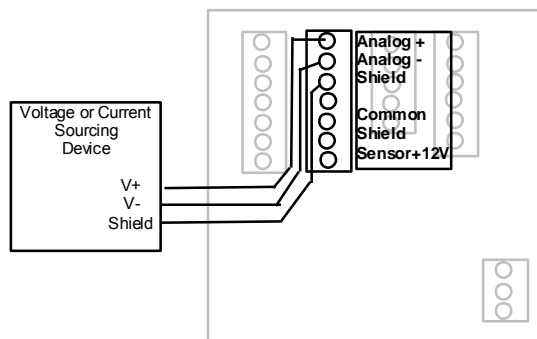 Voltage or Current
Sourcing
Device
V+
V-
Shield
Analog +
Analog -
Shield
Common
Shield
Sensor+12V